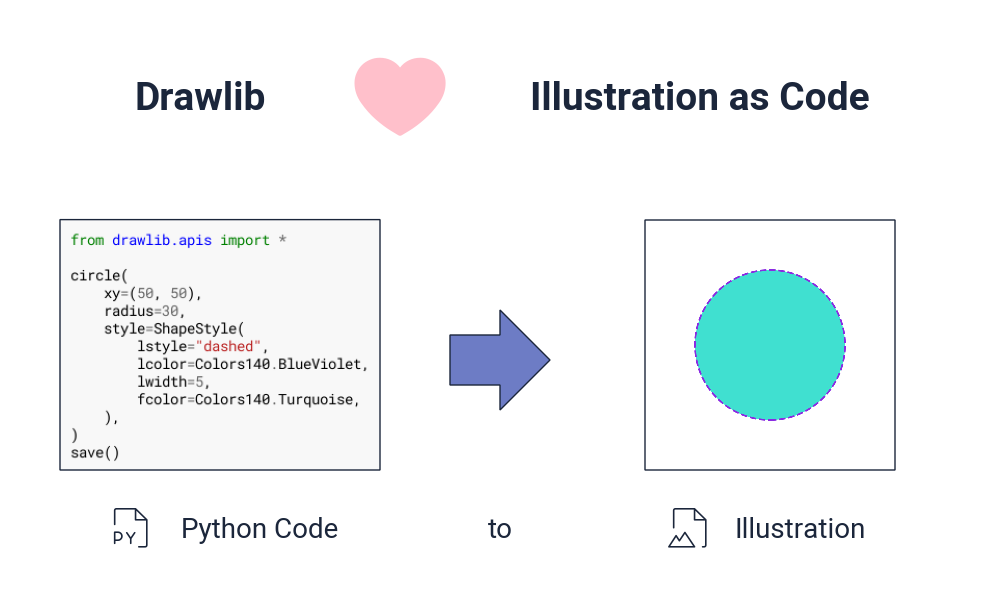 Drawlib
Illustration as Code
from drawlib.apis import *

circle(
    xy=(50, 50),
    radius=30,
    style=ShapeStyle(
        lstyle="dashed",
        lcolor=Colors140.BlueViolet,
        lwidth=5,
        fcolor=Colors140.Turquoise,
    ),
)
save()
PY
Python Code
to
Illustration